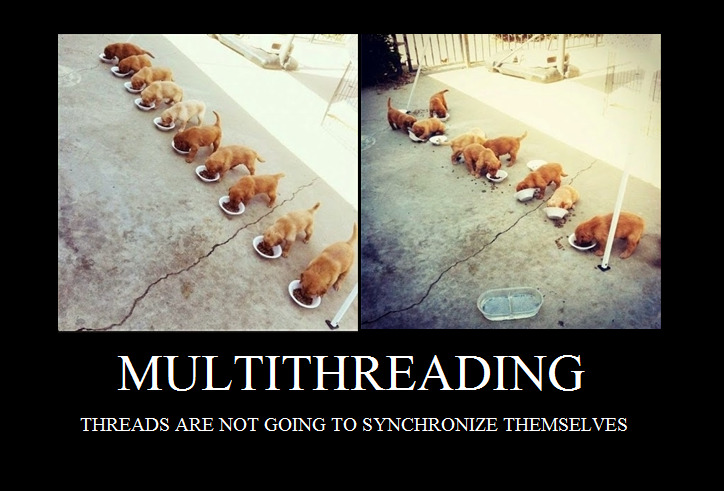 MULTITHREADING
THREADS ARE NOT GOING TO SYNCHRONIZE THEMSELVES